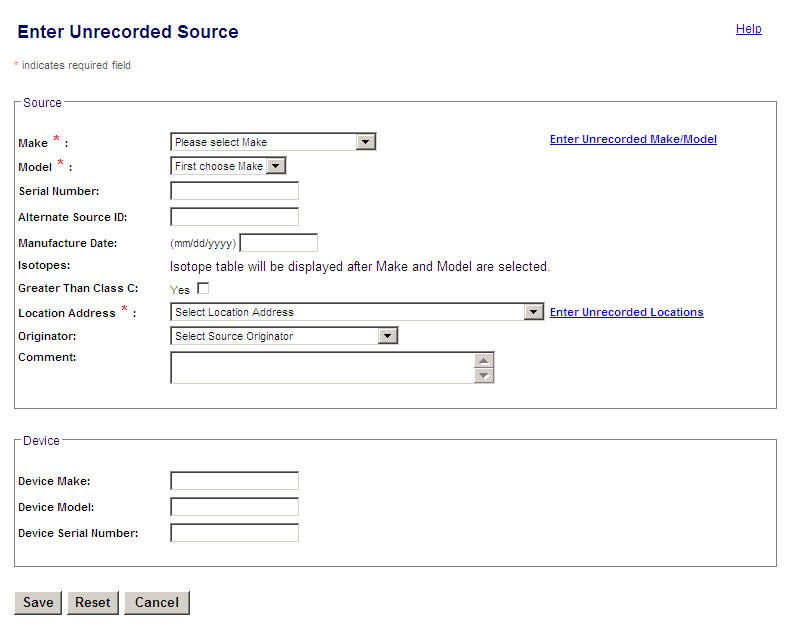 Enter Unrecorded Source
Help
* indicates required field
Source
Make * : Please select Make Enter Unrecorded Make/Model
Model * : First choose Make
Serial Number:
Alternate Source ID:
Manufacture Date: (mm/dd/yyyy)
Isotopes: Isotope table will be displayed after Make and Model are selected.
Greater Than Class C: Yes
Location Address * : Select Location Address Enter Unrecorded Locations
Originator: Select Source Originator
Comment:
Device
Device Make:
Device Model:
Device Serial Number:
Save Reset Cancel